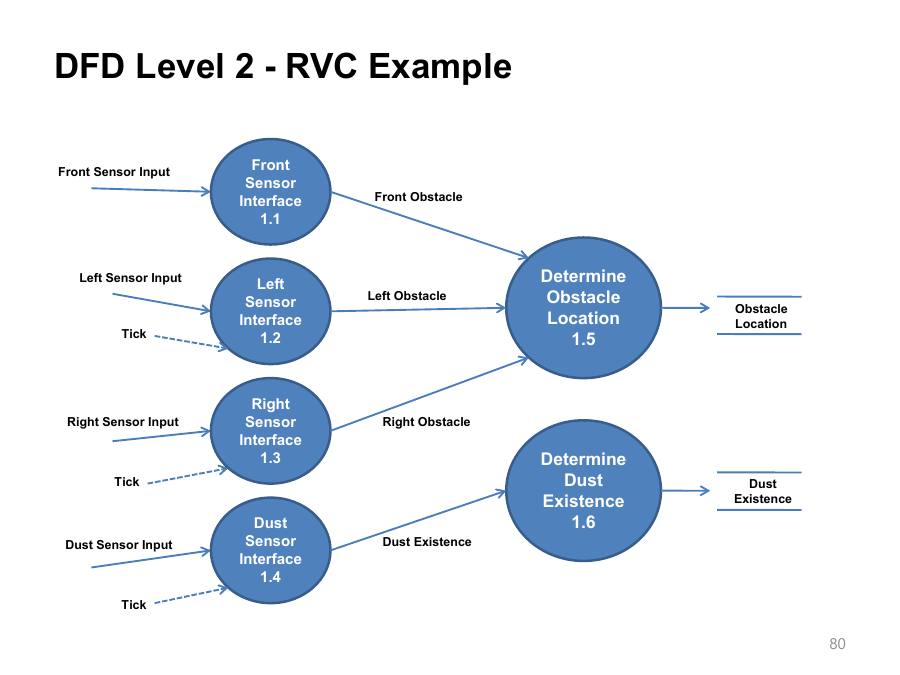 DFD Level 2 - RVC Example
Front Sensor Input
Front
Sensor
Interface
1.1
Front Obstacle
Left Sensor Input
Tick
Left
Sensor
Interface
1.2
Left Obstacle
Determine
Obstacle
Location
1.5
Obstacle
Location
Right Sensor Input
Tick
Right
Sensor
Interface
1.3
Right Obstacle
Determine
Dust
Existence
1.6
Dust
Existence
Dust Sensor Input
Tick
Dust
Sensor
Interface
1.4
Dust Existence
80